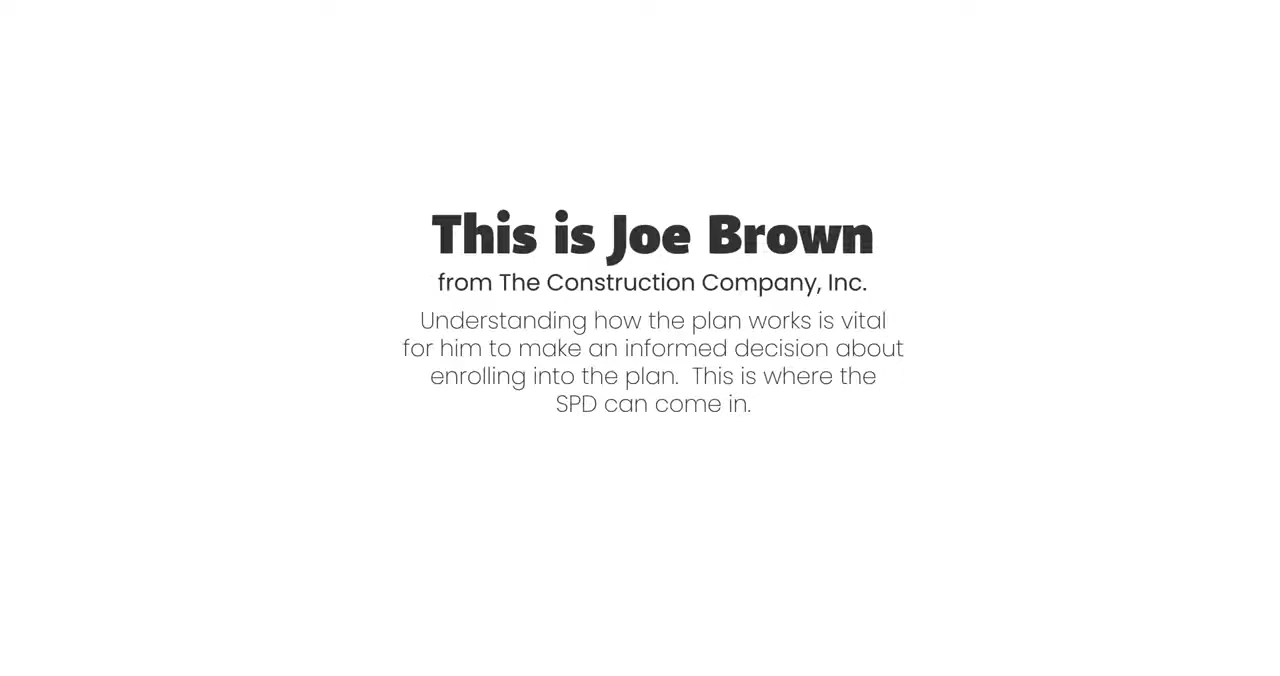 This is Joe Brown
from The Construction Company, Inc.
Understanding how the plan works is vital
for him to make an informed decision about
enrolling into the plan.  This is where the
SPD can come in.